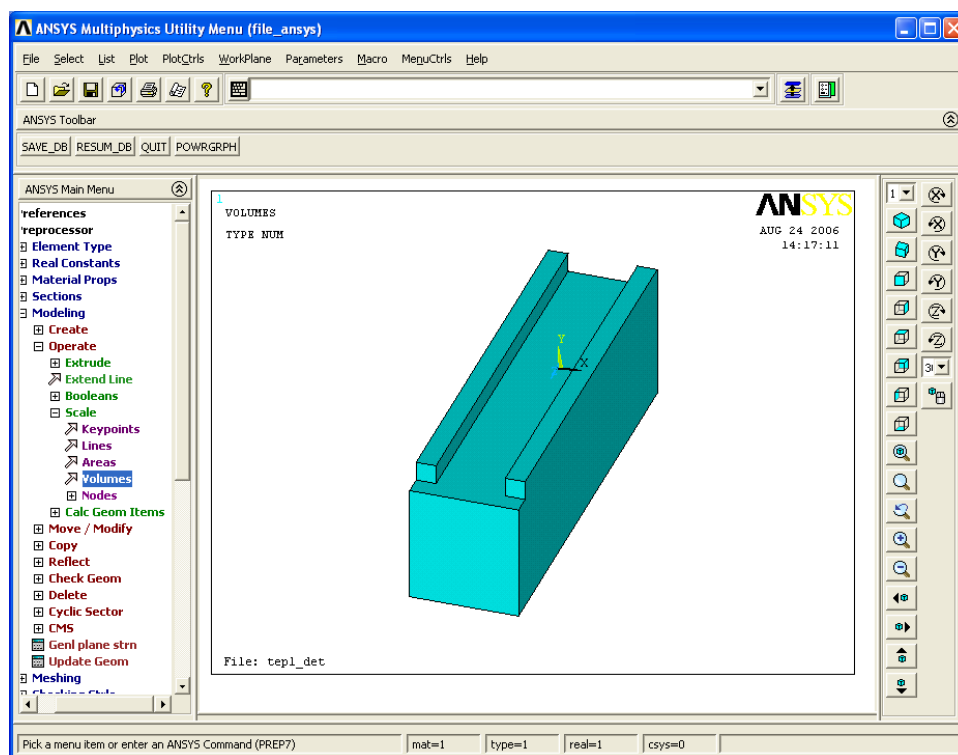 ANSYS Multiphysics Utility Menu (file_ansys)
File Select List Plot PlotCtrls WorkPlane Parameters Macro MenuCtrls Help
ANSYS Toolbar
SAVE_DB RESUM_DB QUIT POWRGRPH
ANSYS Main Menu
references
reprocessor
Element Type
Real Constants
Material Props
Sections
Modeling
Create
Operate
Extrude
Extend Line
Booleans
Scale
Keypoints
Lines
Areas
Volumes
Nodes
Calc Geom Items
Move / Modify
Copy
Reflect
Check Geom
Delete
Cyclic Sector
CMS
Genl plane strn
Update Geom
Meshing
1
VOLUMES
TYPE NUM
ANSYS
AUG 24 2006
14:17:11
Y
X
File: tepl_det
1
X
X
Y
Y
Z
Z
Pick a menu item or enter an ANSYS Command (PREP7)
mat=1
type=1
real=1
csys=0